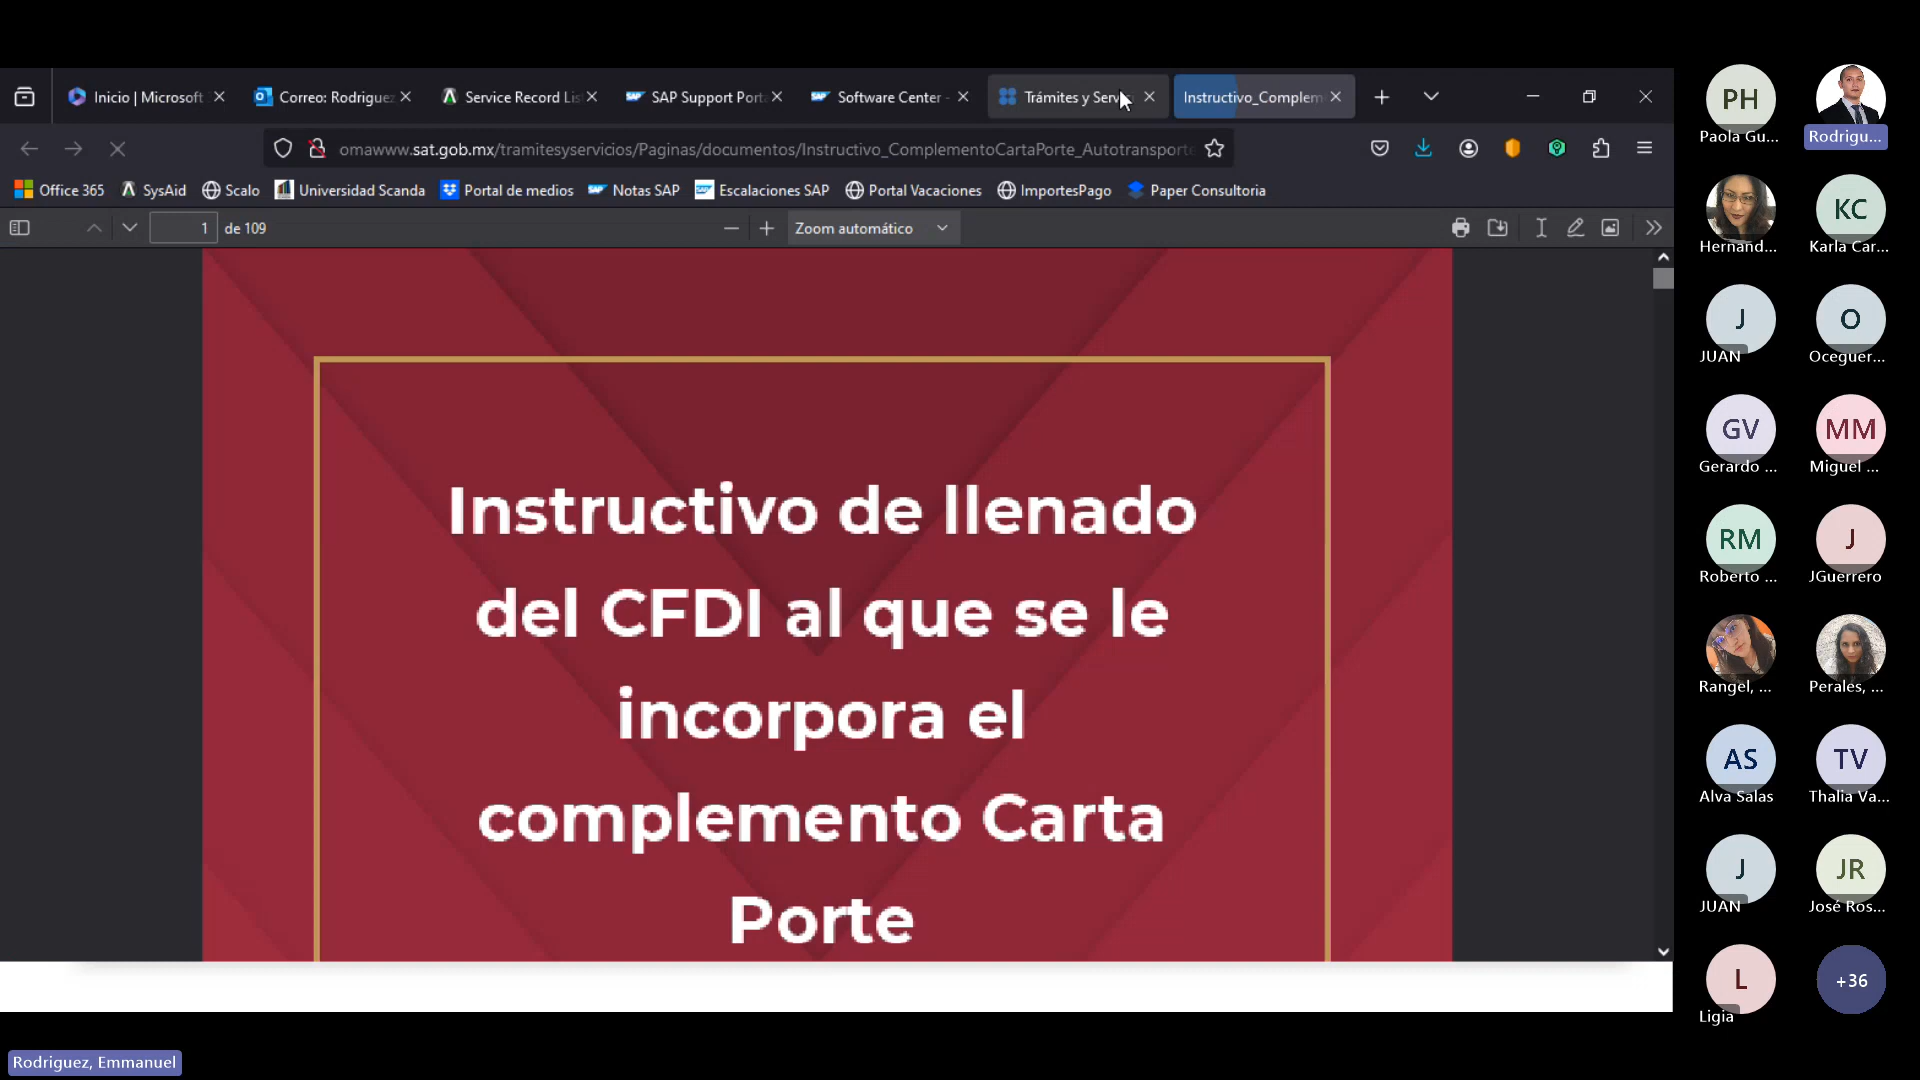 Inicio | Microsoft
Correo: Rodriguez
Service Record Lis
SAP Support Port
Software Center -
Trámites y Serv
Instructivo_Complem
omawww.sat.gob.mx/tramitesyservicios/Paginas/documentos/Instructivo_ComplementoCartaPorte_Autotransporte
Office 365
SysAid
Scalo
Universidad Scanda
Portal de medios
Notas SAP
Escalaciones SAP
Portal Vacaciones
ImportesPago
Paper Consultoria
1 de 109
Zoom automático
Instructivo de llenado
del CFDI al que se le
incorpora el
complemento Carta
Porte
PH
Paola Gu...
Rodrigu...
Hernánd...
KC
Karla Car...
J
JUAN
O
Oceguer...
GV
Gerardo ...
MM
Miguel ...
RM
Roberto ...
J
JGuerrero
Rangel, ...
Perales, ...
AS
Alva Salas
TV
Thalia Va...
J
JUAN
JR
José Ros...
L
Ligia
+36
Rodriguez, Emmanuel